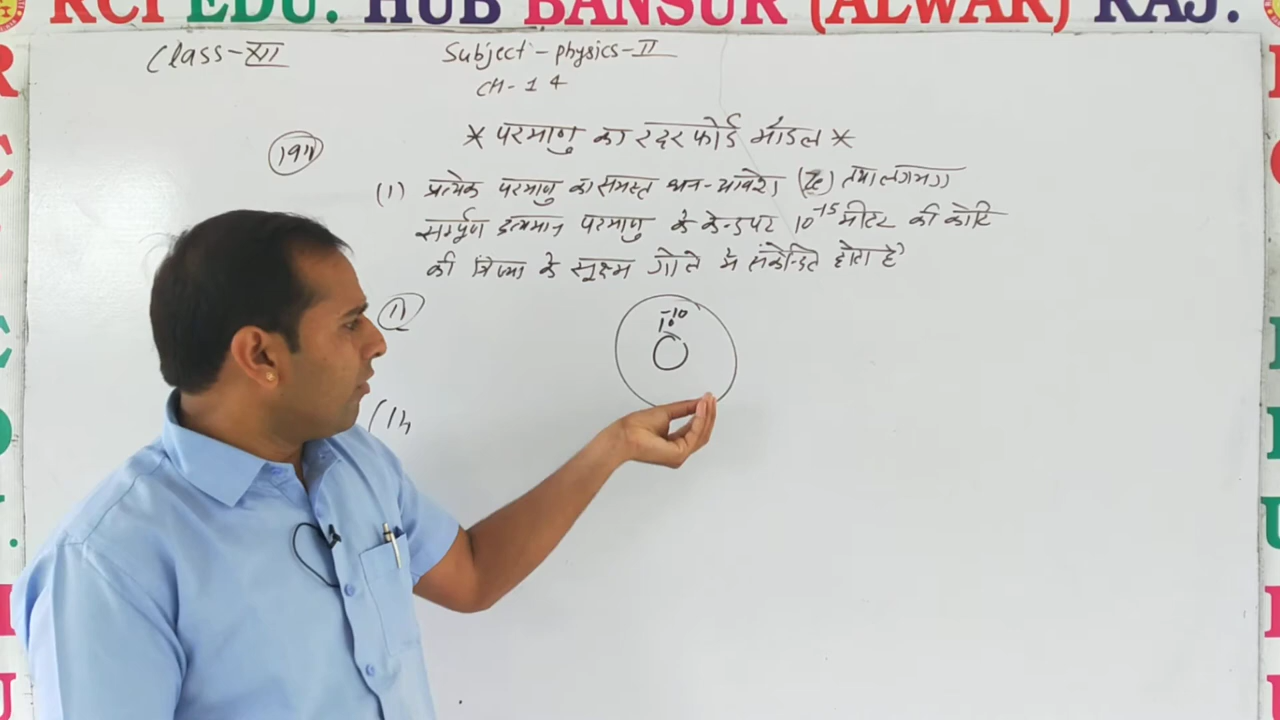 RCI EDU. HUB BANSUR (ALWAR) RAJ.
Class-XII
Subject-physics-II
CH-14
* परमाणु का रदरफोर्ड मॉडल *
1911
(1) प्रत्येक परमाणु का समस्त धन-आवेश (Ze) तथा लगभग
सम्पूर्ण द्रव्यमान परमाणु के केन्द्र पर 10^-15 मीटर की कोटि
की त्रिज्या के सूक्ष्म गोले में संकेन्द्रित होता है
(1)
10^-10